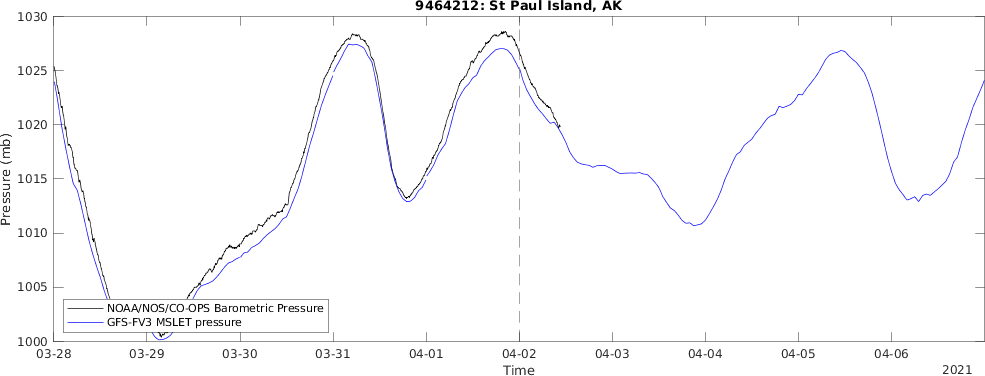 9464212: St Paul Island, AK
Pressure (mb)
1030
1025
1020
1015
1010
1005
1000
NOAA/NOS/CO-OPS Barometric Pressure
GFS-FV3 MSLET pressure
03-28 03-29 03-30 03-31 04-01 04-02 04-03 04-04 04-05 04-06
Time
2021